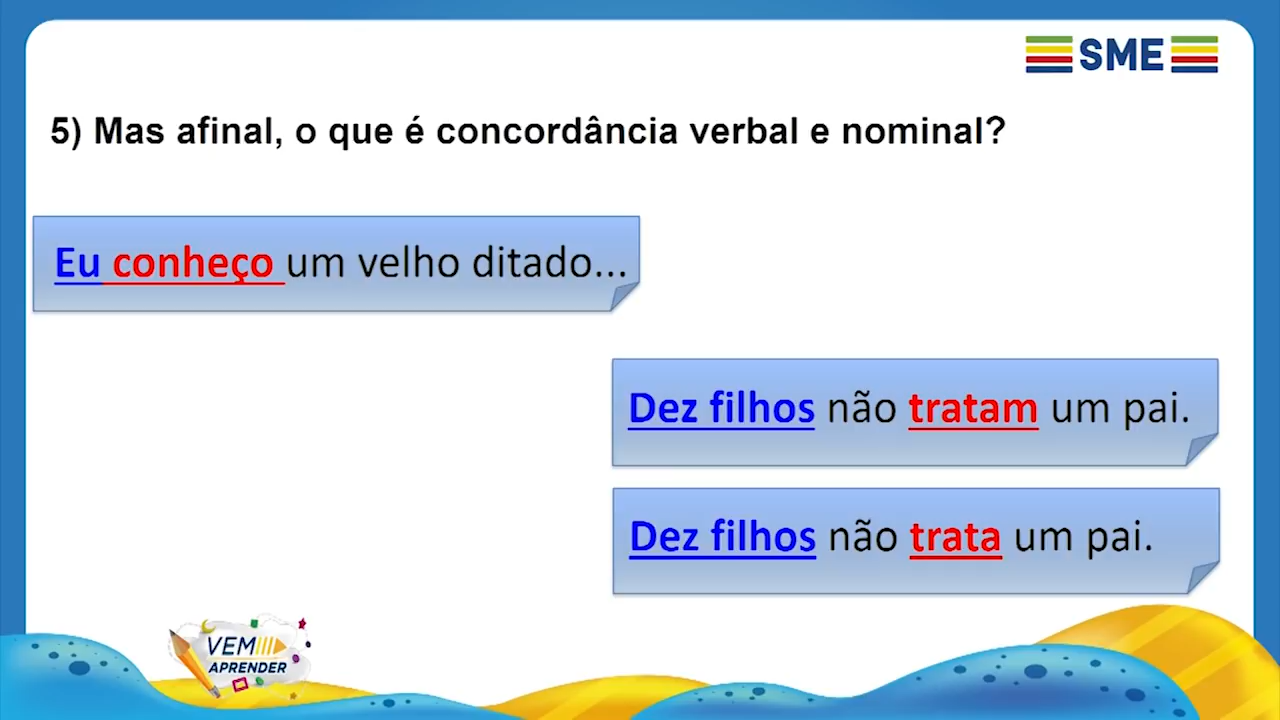 SME
5) Mas afinal, o que é concordância verbal e nominal?
Eu conheço um velho ditado...
Dez filhos não tratam um pai.
Dez filhos não trata um pai.
VEM
APRENDER